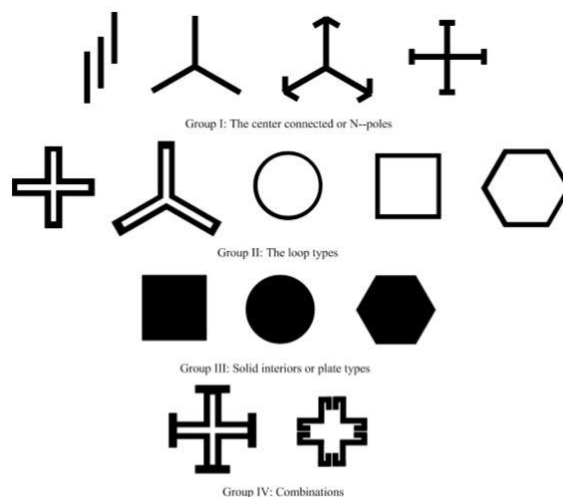 Group I: The center connected or N--poles
Group II: The loop types
Group III: Solid interiors or plate types
Group IV: Combinations